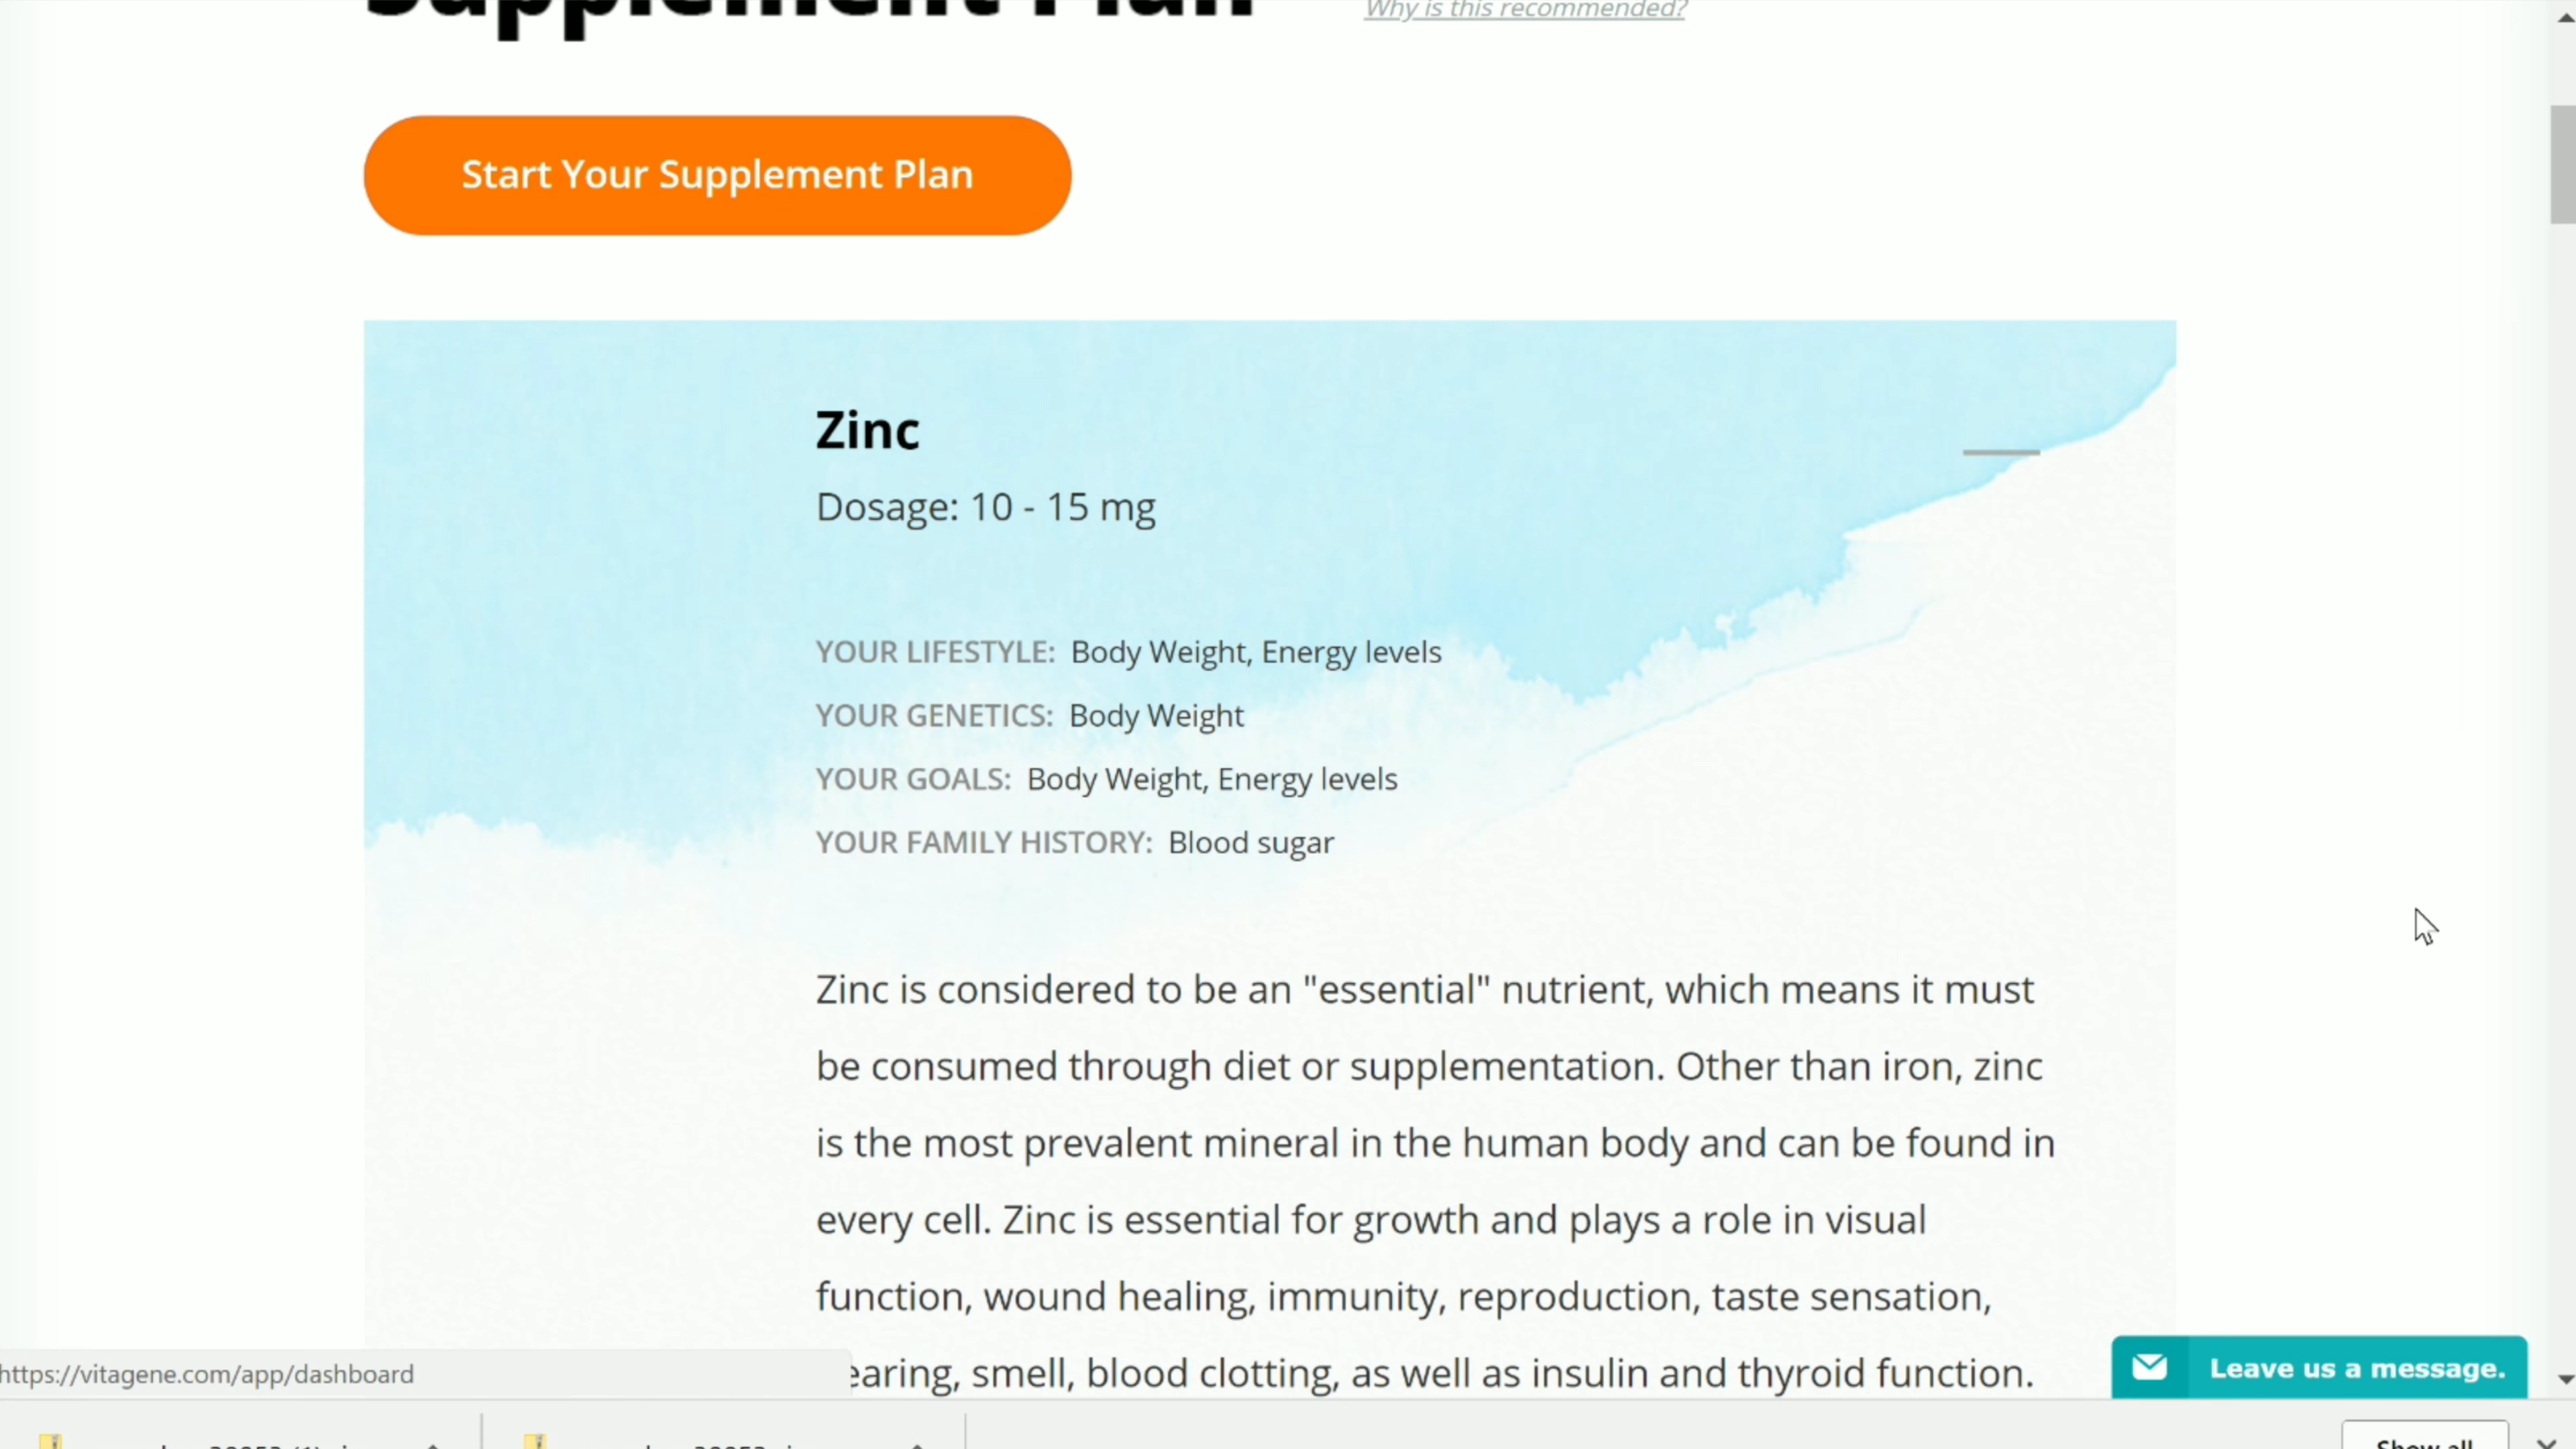 Supplement Plan
Why is this recommended?
Start Your Supplement Plan
Zinc
Dosage: 10 - 15 mg
YOUR LIFESTYLE: Body Weight, Energy levels
YOUR GENETICS: Body Weight
YOUR GOALS: Body Weight, Energy levels
YOUR FAMILY HISTORY: Blood sugar
Zinc is considered to be an "essential" nutrient, which means it must
be consumed through diet or supplementation. Other than iron, zinc
is the most prevalent mineral in the human body and can be found in
every cell. Zinc is essential for growth and plays a role in visual
function, wound healing, immunity, reproduction, taste sensation,
earing, smell, blood clotting, as well as insulin and thyroid function.
https://vitagene.com/app/dashboard
Leave us a message.
Show all